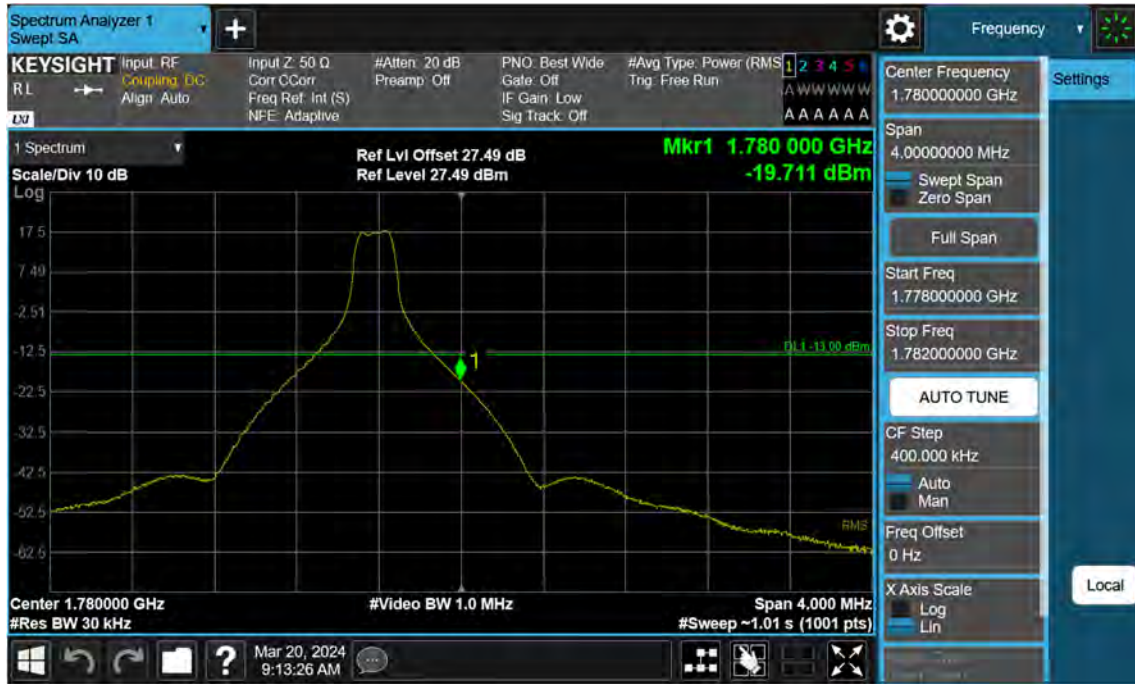 Spectrum Analyzer 1
Swept SA
+
Frequency
KEYSIGHT
RL
LXI
Input: RF
Coupling: DC
Align: Auto
Input Z: 50 Ω
Corr CCorr
Freq Ref: Int (S)
NFE: Adaptive
#Atten: 20 dB
Preamp: Off
PNO: Best Wide
Gate: Off
IF Gain: Low
Sig Track: Off
#Avg Type: Power (RMS
Trig: Free Run
1 2 3 4 5 6
A W W W W W
A A A A A A
1 Spectrum
Scale/Div 10 dB
Ref Lvl Offset 27.49 dB
Ref Level 27.49 dBm
Mkr1 1.780 000 GHz
-19.711 dBm
Log
17.5
7.49
-2.51
-12.5
-22.5
-32.5
-42.5
-52.5
-62.5
DL1 -13.00 dBm
1
RMS
Center 1.780000 GHz
#Video BW 1.0 MHz
Span 4.000 MHz
#Res BW 30 kHz
#Sweep ~1.01 s (1001 pts)
?
Mar 20, 2024
9:13:26 AM
Center Frequency
1.780000000 GHz
Span
4.00000000 MHz
Swept Span
Zero Span
Full Span
Start Freq
1.778000000 GHz
Stop Freq
1.782000000 GHz
AUTO TUNE
CF Step
400.000 kHz
Auto
Man
Freq Offset
0 Hz
X Axis Scale
Log
Lin
Settings
Local